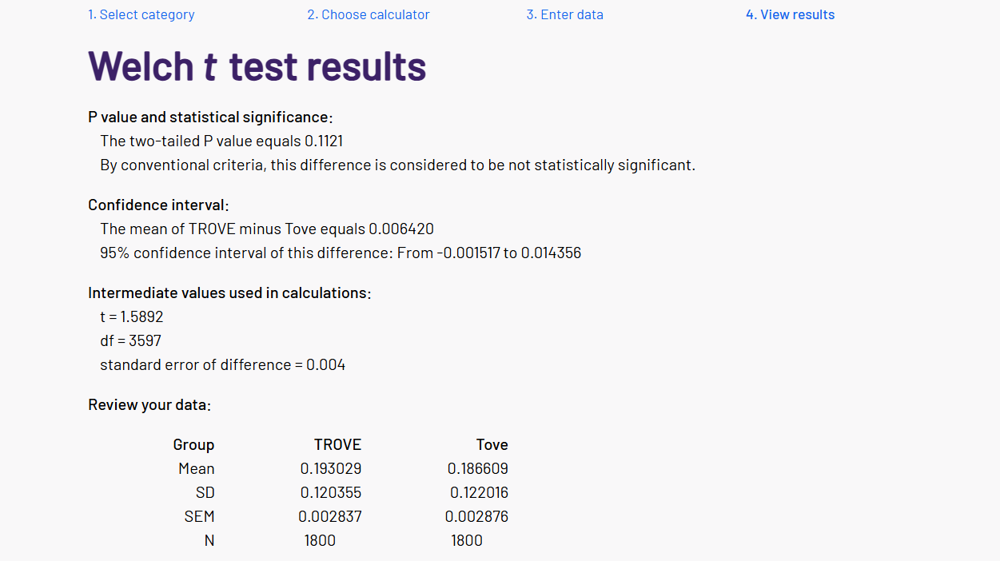 1. Select category 2. Choose calculator 3. Enter data 4. View results
Welch t test results
P value and statistical significance:
The two-tailed P value equals 0.1121
By conventional criteria, this difference is considered to be not statistically significant.
Confidence interval:
The mean of TROVE minus Tove equals 0.006420
95% confidence interval of this difference: From -0.001517 to 0.014356
Intermediate values used in calculations:
t = 1.5892
df = 3597
standard error of difference = 0.004
Review your data:
Group TROVE Tove
Mean 0.193029 0.186609
SD 0.120355 0.122016
SEM 0.002837 0.002876
N 1800 1800